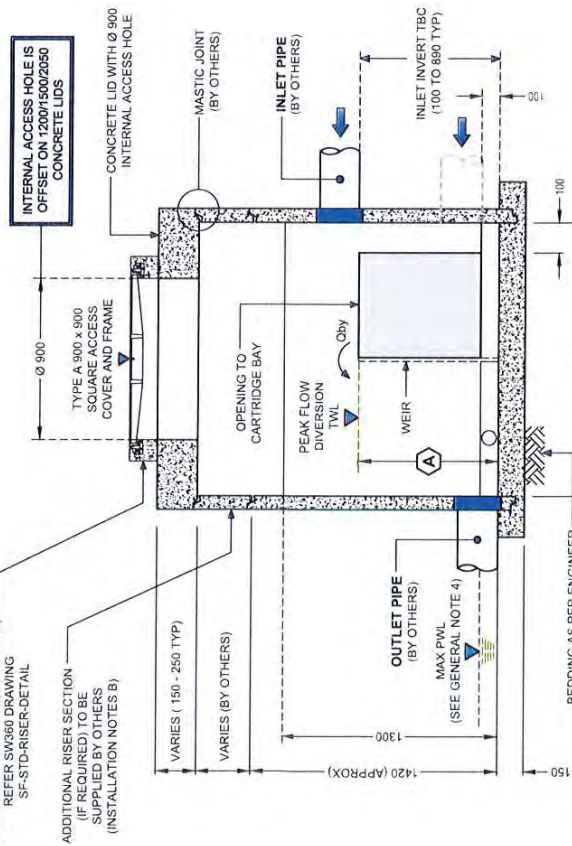 REFER SW360 DRAWING
SF-STD-RISER-DETAIL
ADDITIONAL RISER SECTION
(IF REQUIRED) TO BE
SUPPLIED BY OTHERS
(INSTALLATION NOTES B)
VARIES ( 150 - 250 TYP)
VARIES (BY OTHERS)
1420 (APPROX)
1300
150
Ø 900
TYPE A 900 x 900
SQUARE ACCESS
COVER AND FRAME
INTERNAL ACCESS HOLE IS
OFFSET ON 1200/1500/2050
CONCRETE LIDS
CONCRETE LID WITH Ø 900
INTERNAL ACCESS HOLE
MASTIC JOINT
(BY OTHERS)
INLET PIPE
(BY OTHERS)
INLET INVERT TBC
(100 TO 890 TYP)
100
100
OPENING TO
CARTRIDGE BAY
PEAK FLOW
DIVERSION
TWL
Qby
WEIR
A
OUTLET PIPE
(BY OTHERS)
MAX PWL
(SEE GENERAL NOTE 4)
BEDDING AS PER ENGINEER